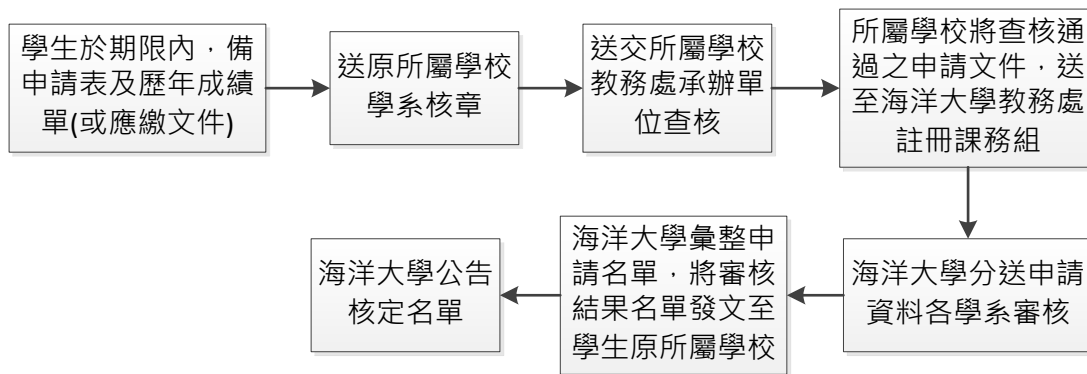 學生於期限內，備
申請表及歷年成績
單(或應繳文件)
送原所屬學校
學系核章
送交所屬學校
教務處承辦單
位查核
所屬學校將查核通
過之申請文件，送
至海洋大學教務處
註冊課務組
海洋大學分送申請
資料各學系審核
海洋大學彙整申
請名單，將審核
結果名單發文至
學生原所屬學校
海洋大學公告
核定名單